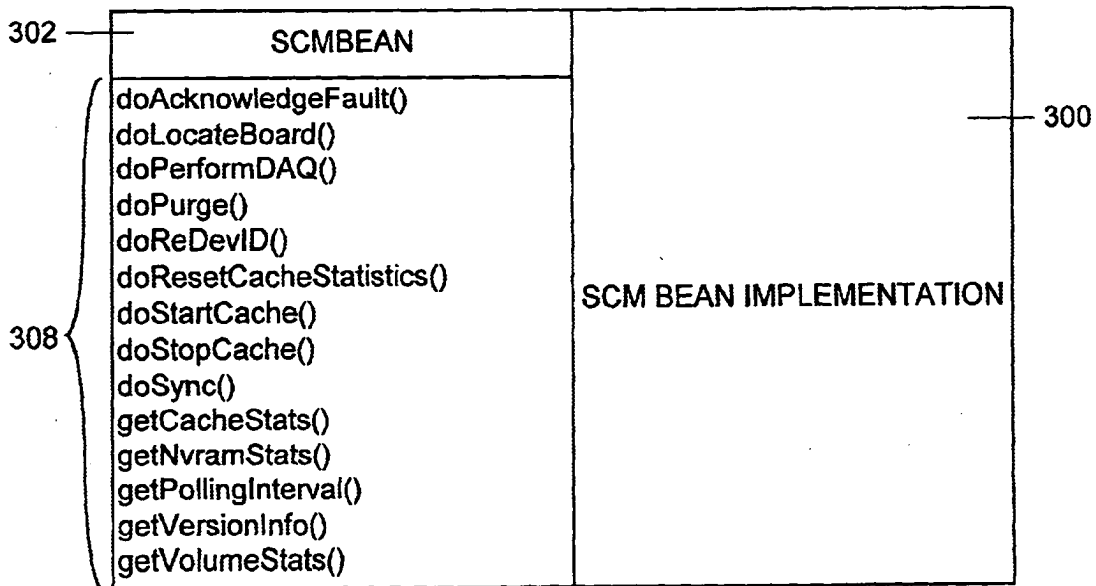 302
SCMBEAN
doAcknowledgeFault()
doLocateBoard()
doPerformDAQ()
doPurge()
doReDevID()
doResetCacheStatistics()
doStartCache()
doStopCache()
doSync()
getCacheStats()
getNvramStats()
getPollingInterval()
getVersionInfo()
getVolumeStats()
308
SCM BEAN IMPLEMENTATION
300